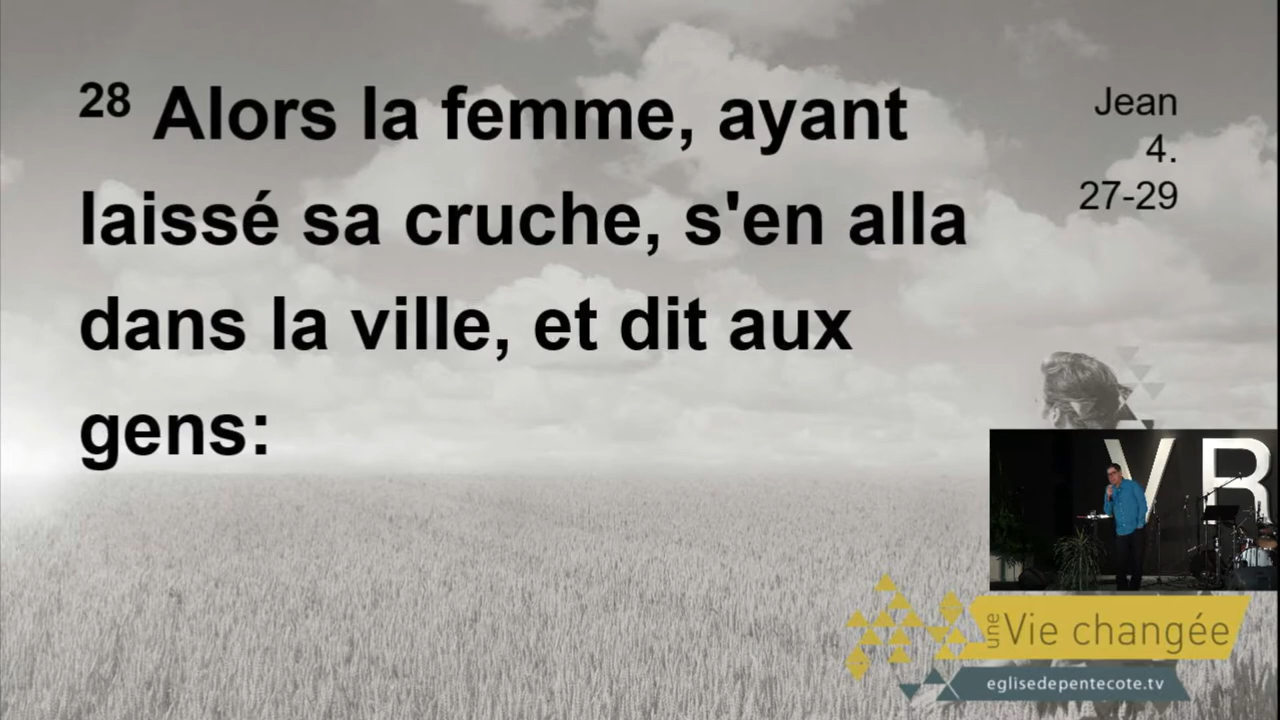 28 Alors la femme, ayant
laissé sa cruche, s'en alla
dans la ville, et dit aux
gens:
Jean
4.
27-29
VB
une Vie changée
eglisedepentecote.tv